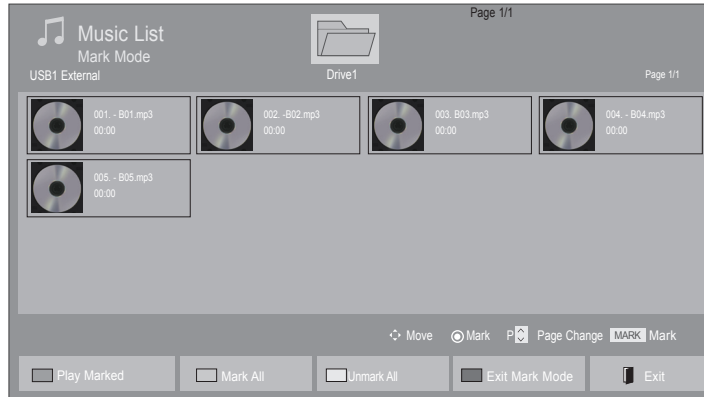 Page 1/1
Music List
Mark Mode
USB1 External
Drive1
Page 1/1
001. - B01.mp3
00:00
002. -B02.mp3
00:00
003. B03.mp3
00:00
004. - B04.mp3
00:00
005. - B05.mp3
00:00
Move Mark P Page Change MARK Mark
Play Marked Mark All Unmark All Exit Mark Mode Exit